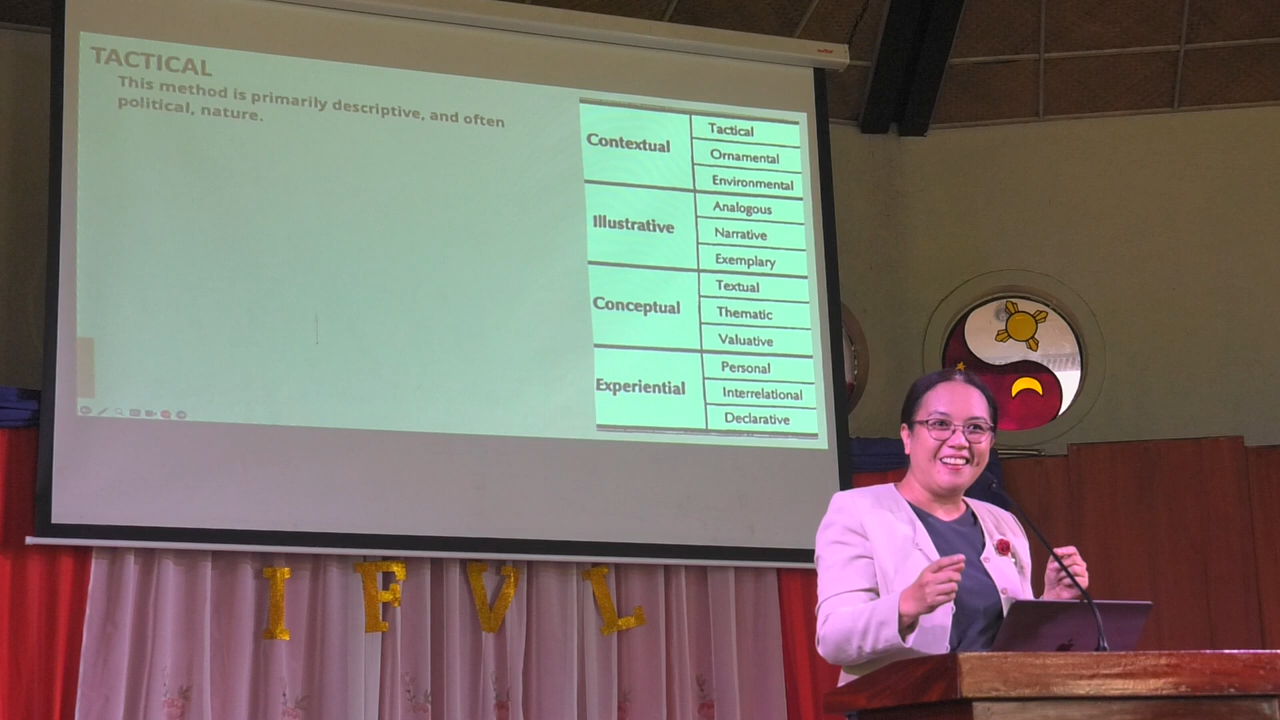 TACTICAL
This method is primarily descriptive, and often
political, nature.
Contextual
Tactical
Ornamental
Environmental
Illustrative
Analogous
Narrative
Exemplary
Conceptual
Textual
Thematic
Valuative
Experiential
Personal
Interrelational
Declarative
I F V L